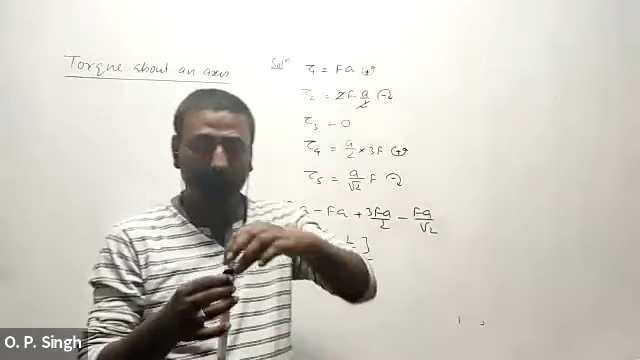 Torque about an axis
Solⁿ
τ₁ = Fa
τ₂ = 2F a/2
τ₃ = 0
τ₄ = a/2 × 3F
τ₅ = a/√2 F
- Fa + 3Fa/2 - Fa/√2
O. P. Singh